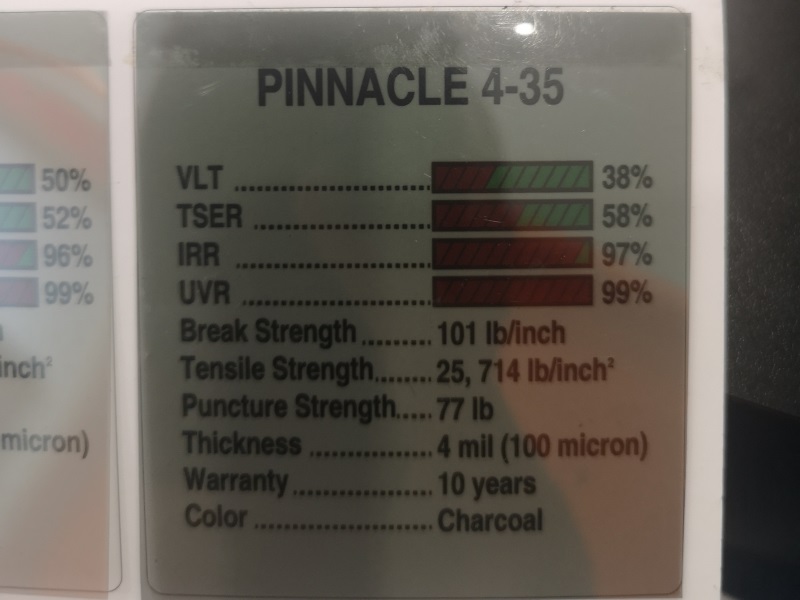 PINNACLE 4-35
50%
52%
96%
99%
inch²
micron)
VLT ........................ 38%
TSER ...................... 58%
IRR ........................ 97%
UVR ....................... 99%
Break Strength .......... 101 lb/inch
Tensile Strength........ 25, 714 lb/inch²
Puncture Strength..... 77 lb
Thickness ............... 4 mil (100 micron)
Warranty ................. 10 years
Color ...................... Charcoal